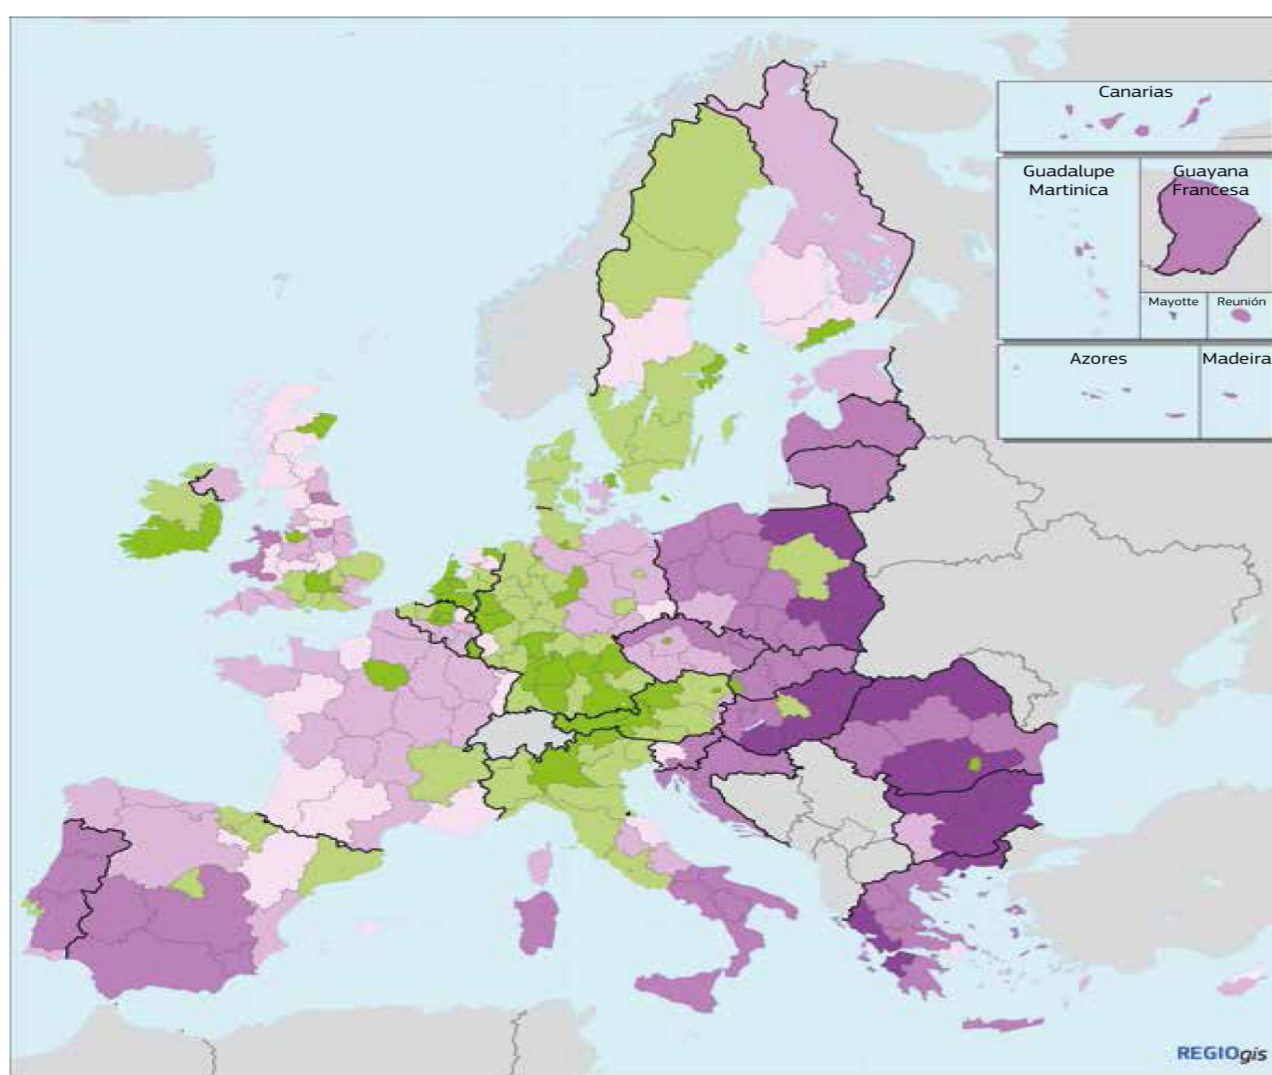 Canarias
Guadalupe
Martinica
Guayana
Francesa
Mayotte
Reunión
Azores
Madeira
REGIOgis